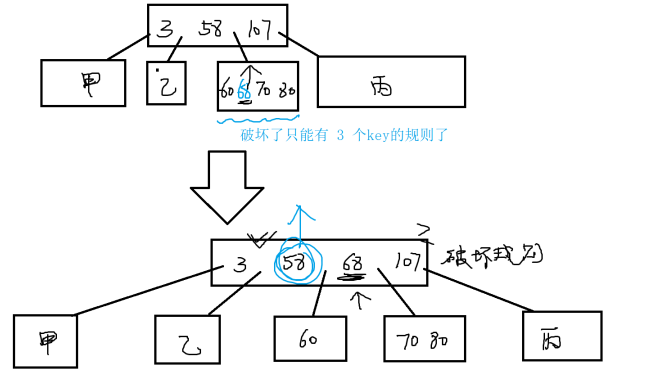 3 58 107
甲 乙 60 68 70 80 丙
破坏了只能有 3 个key的规则了
3 58 68 107 破坏规则
甲 乙 60 70 80 丙